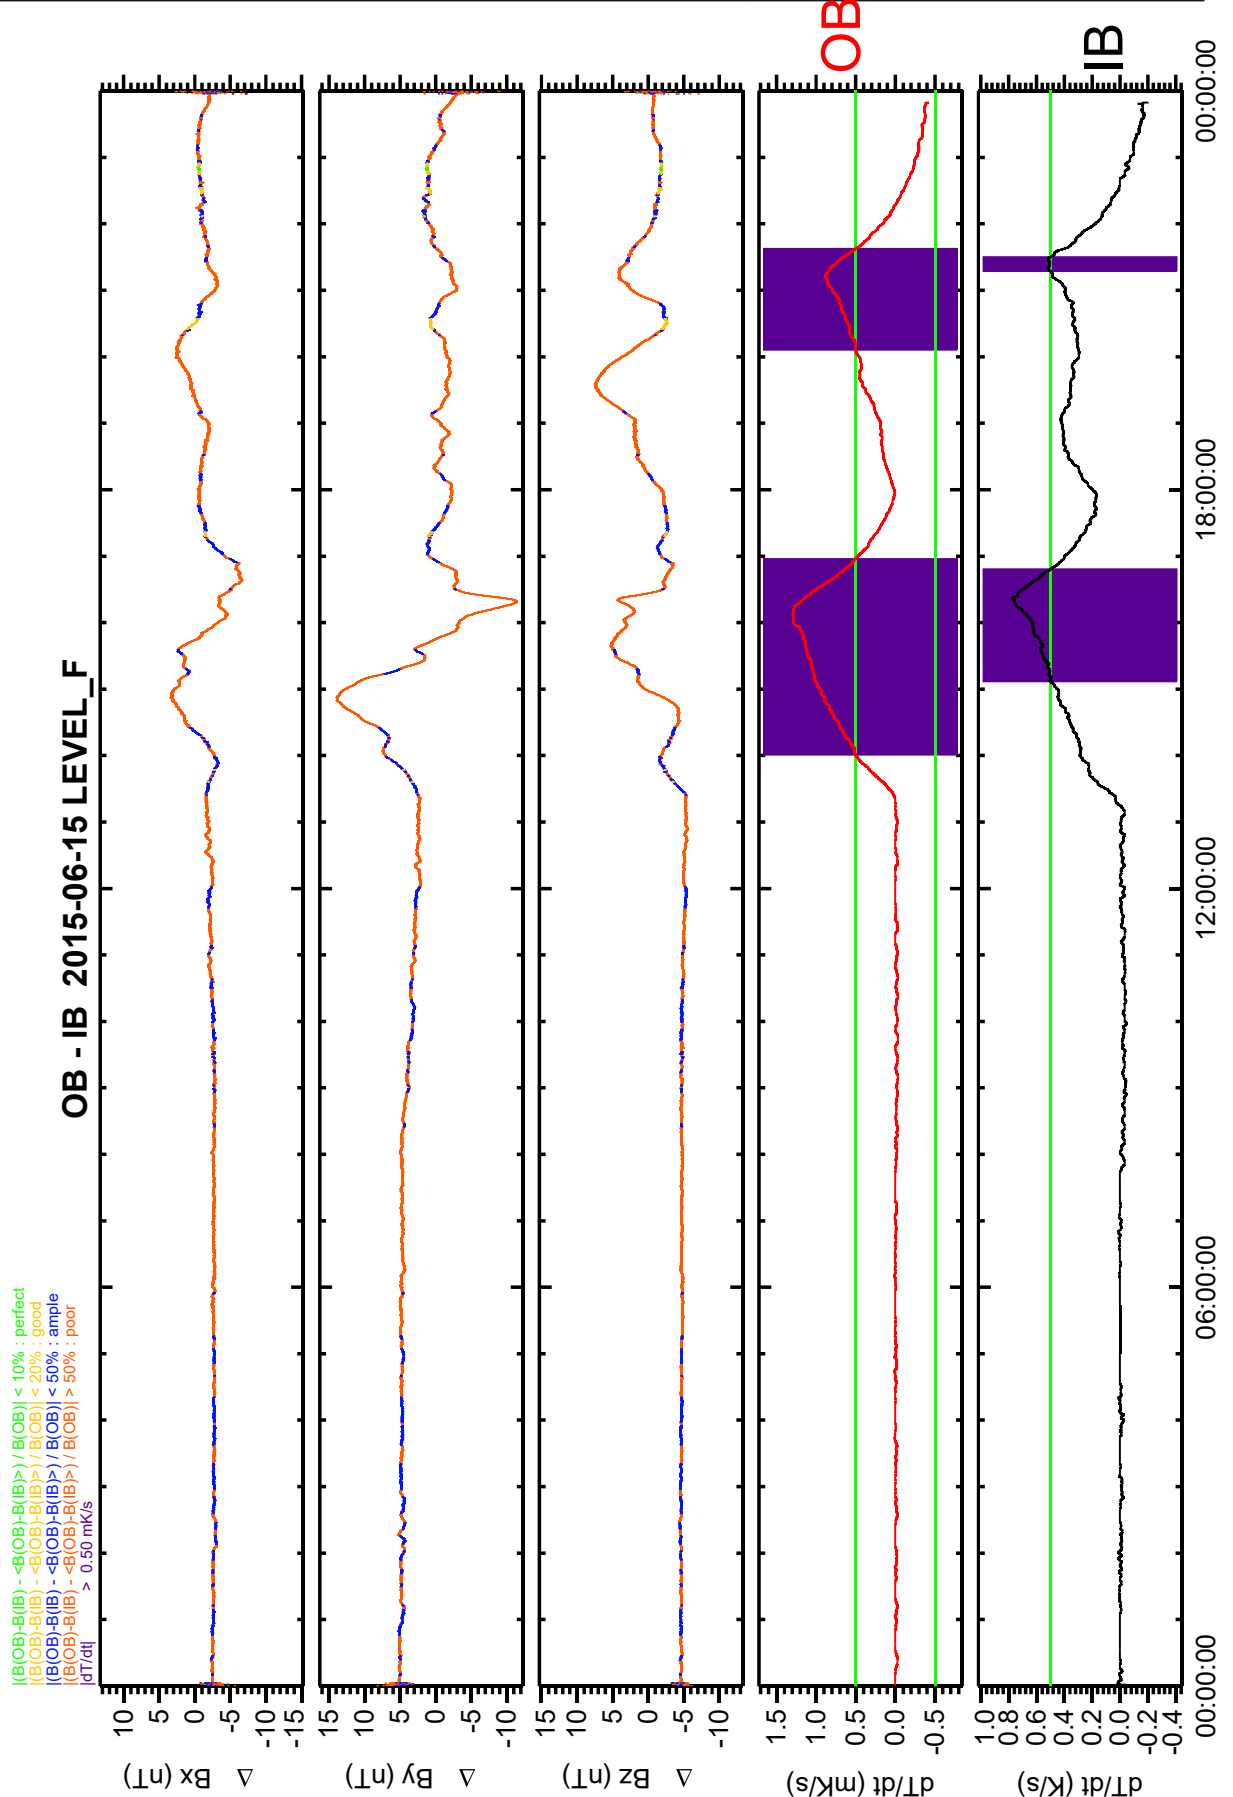 OB - IB 2015-06-15 LEVEL_F
|(B(OB)-B(IB) - <B(OB)-B(IB)>) / B(OB)| < 10% : perfect
|(B(OB)-B(IB) - <B(OB)-B(IB)>) / B(OB)| < 20% : good
|(B(OB)-B(IB) - <B(OB)-B(IB)>) / B(OB)| < 50% : ample
|(B(OB)-B(IB) - <B(OB)-B(IB)>) / B(OB)| > 50% : poor
|dT/dt| > 0.50 mK/s
Δ Bx (nT)
10
5
0
-5
-10
-15
Δ By (nT)
15
10
5
0
-5
-10
Δ Bz (nT)
15
10
5
0
-5
-10
dT/dt (mK/s)
1.5
1.0
0.5
0.0
-0.5
OB
dT/dt (K/s)
1.0
0.8
0.6
0.4
0.2
0.0
-0.2
-0.4
IB
00:00:00
06:00:00
12:00:00
18:00:00
00:00:00